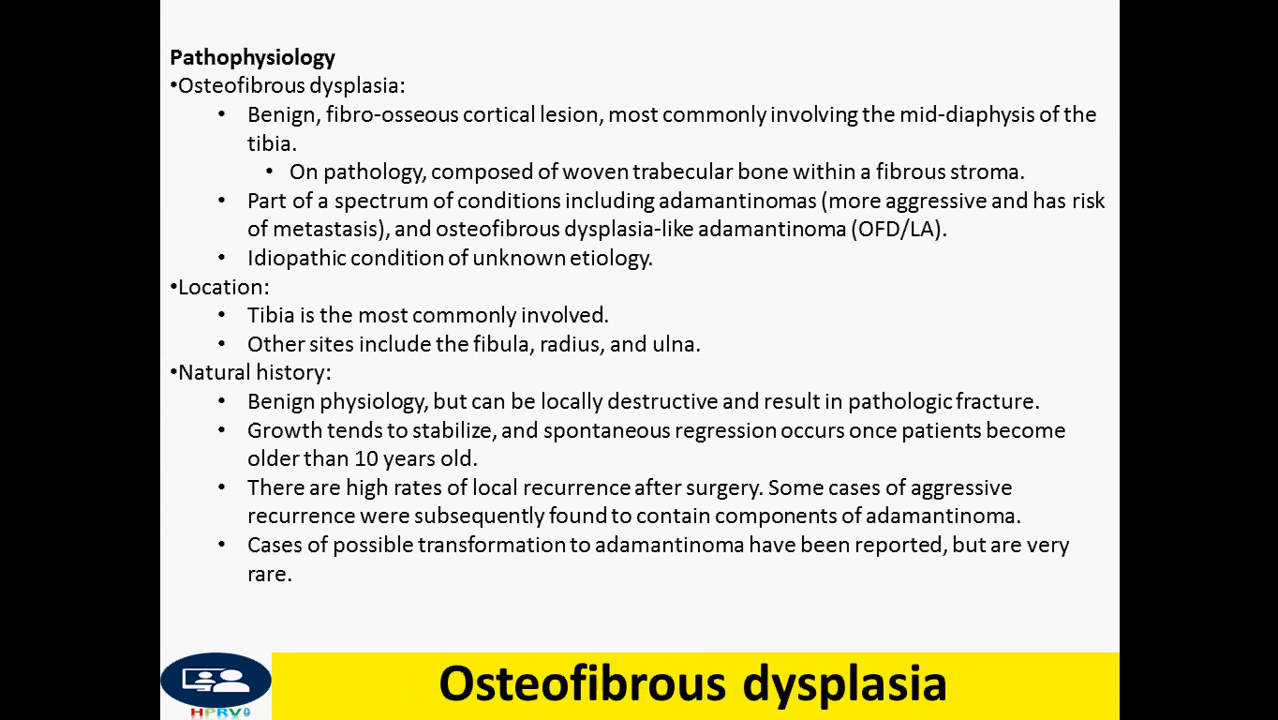 Pathophysiology
•Osteofibrous dysplasia:
• Benign, fibro-osseous cortical lesion, most commonly involving the mid-diaphysis of the
tibia.
• On pathology, composed of woven trabecular bone within a fibrous stroma.
• Part of a spectrum of conditions including adamantinomas (more aggressive and has risk
of metastasis), and osteofibrous dysplasia-like adamantinoma (OFD/LA).
• Idiopathic condition of unknown etiology.
•Location:
• Tibia is the most commonly involved.
• Other sites include the fibula, radius, and ulna.
•Natural history:
• Benign physiology, but can be locally destructive and result in pathologic fracture.
• Growth tends to stabilize, and spontaneous regression occurs once patients become
older than 10 years old.
• There are high rates of local recurrence after surgery. Some cases of aggressive
recurrence were subsequently found to contain components of adamantinoma.
• Cases of possible transformation to adamantinoma have been reported, but are very
rare.
Osteofibrous dysplasia